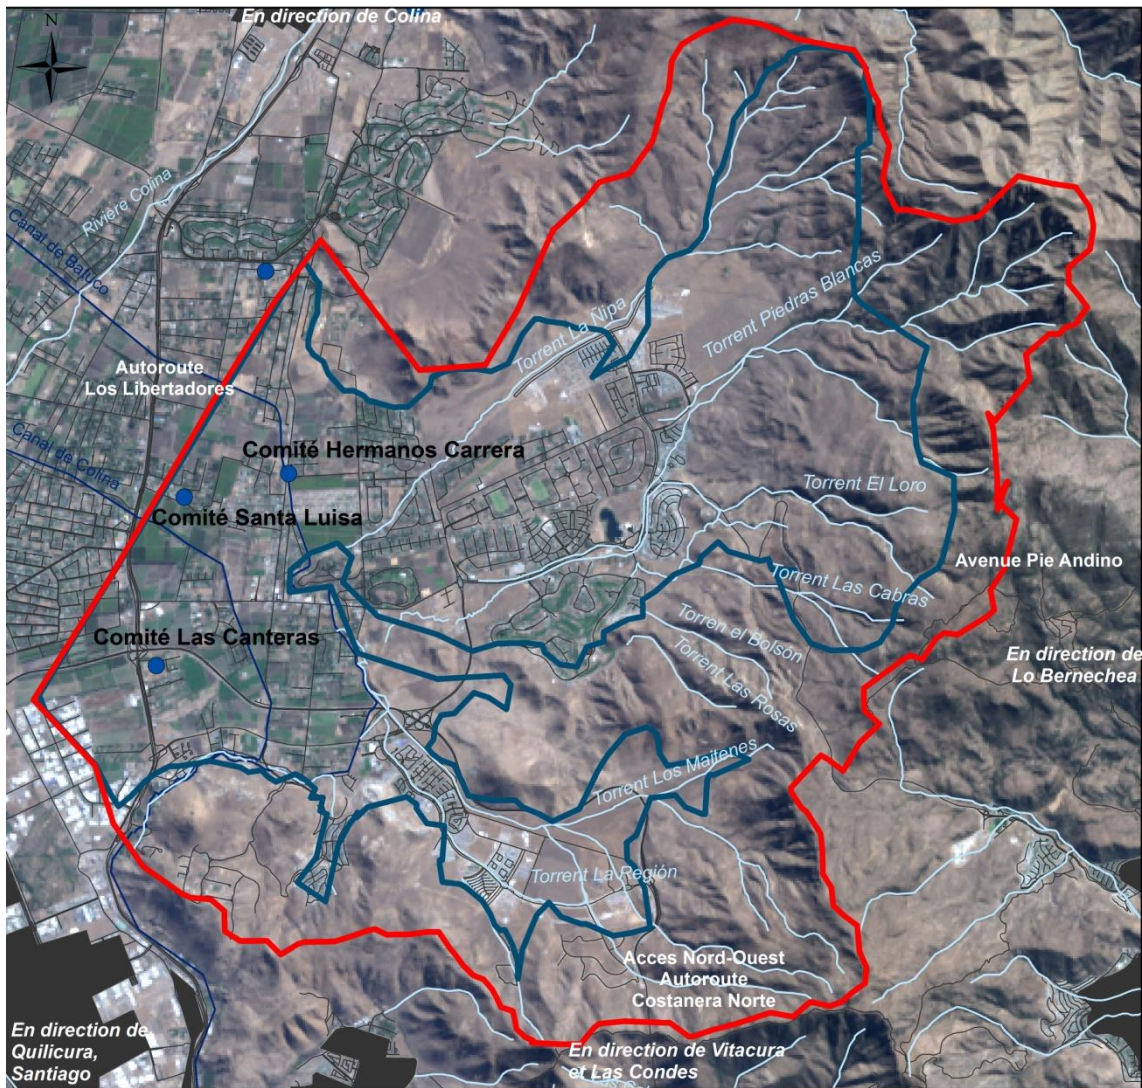 En direction de Colina
N
Rivière Colina
Canal de Batuco
Torrent La Ñipa
Torrent Piedras Blancas
Autoroute
Los Libertadores
Canal de Colina
Comité Hermanos Carrera
Comité Santa Luisa
Torrent El Loro
Avenue Pie Andino
Torrent Las Cabras
Comité Las Canteras
Torren el Bolsón
En direction de
Lo Bernechea
Torrent Las Rosas
Torrent Los Maitenes
Torrent La Región
Acces Nord-Ouest
Autoroute
Costanera Norte
En direction de
Quilicura,
Santiago
En direction de Vitacura
et Las Condes